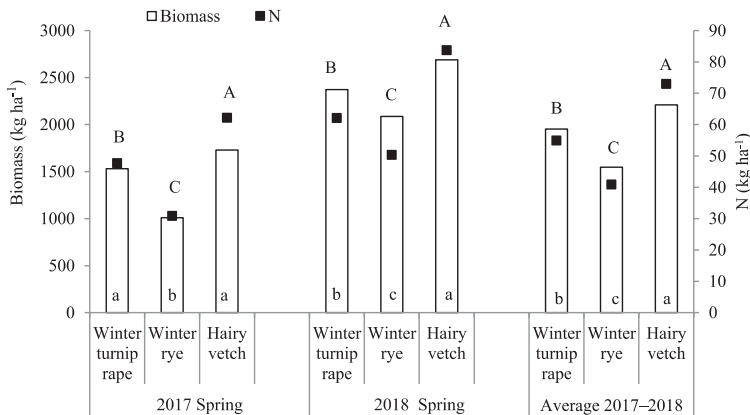 Biomass N
Biomass (kg ha⁻¹)
3000
2500
2000
1500
1000
500
0
90
80
70
60
50
40
30
20
10
0
N (kg ha⁻¹)
B
C
A
B
C
A
B
C
A
a
b
a
b
c
a
b
c
a
Winter
turnip
rape
Winter
rye
Hairy
vetch
Winter
turnip
rape
Winter
rye
Hairy
vetch
Winter
turnip
rape
Winter
rye
Hairy
vetch
2017 Spring
2018 Spring
Average 2017–2018